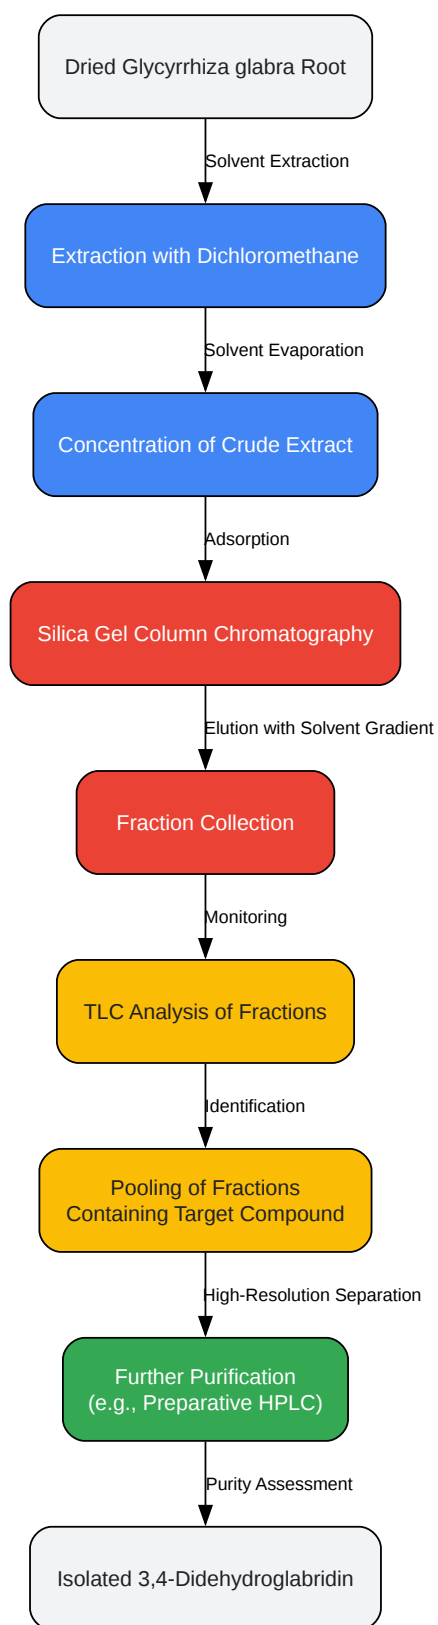 Dried Glycyrrhiza glabra Root
Solvent Extraction
Extraction with Dichloromethane
Solvent Evaporation
Concentration of Crude Extract
Adsorption
Silica Gel Column Chromatography
Elution with Solvent Gradient
Fraction Collection
Monitoring
TLC Analysis of Fractions
Identification
Pooling of Fractions
Containing Target Compound
High-Resolution Separation
Further Purification
(e.g., Preparative HPLC)
Purity Assessment
Isolated 3,4-Didehydroglabridin